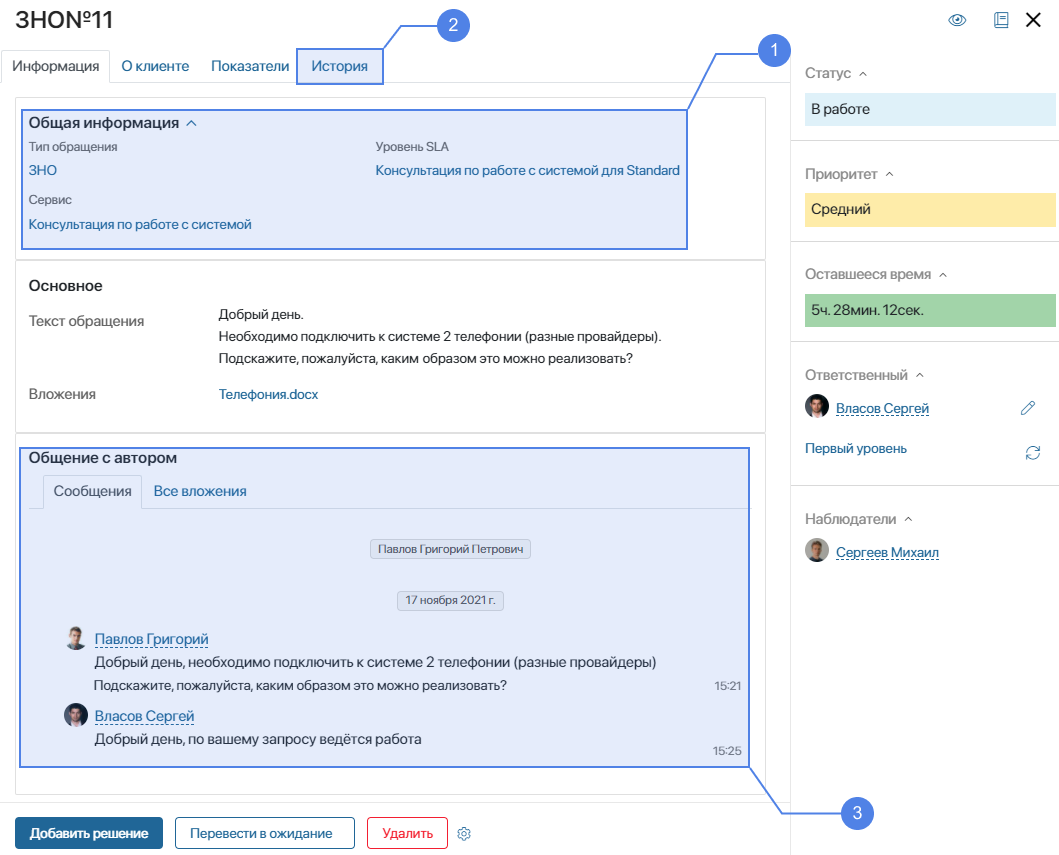 ЗНО№11
2
1
Информация О клиенте Показатели История
Общая информация
Тип обращения Уровень SLA
ЗНО Консультация по работе с системой для Standard
Сервис
Консультация по работе с системой
Основное
Текст обращения
Добрый день.
Необходимо подключить к системе 2 телефонии (разные провайдеры).
Подскажите, пожалуйста, каким образом это можно реализовать?
Вложения Телефония.docx
Общение с автором
Сообщения Все вложения
Павлов Григорий Петрович
17 ноября 2021 г.
Павлов Григорий
Добрый день, необходимо подключить к системе 2 телефонии (разные провайдеры)
Подскажите, пожалуйста, каким образом это можно реализовать? 15:21
Власов Сергей
Добрый день, по вашему запросу ведётся работа
15:25
3
Добавить решение Перевести в ожидание Удалить
Статус
В работе
Приоритет
Средний
Оставшееся время
5ч. 28мин. 12сек.
Ответственный
Власов Сергей
Первый уровень
Наблюдатели
Сергеев Михаил